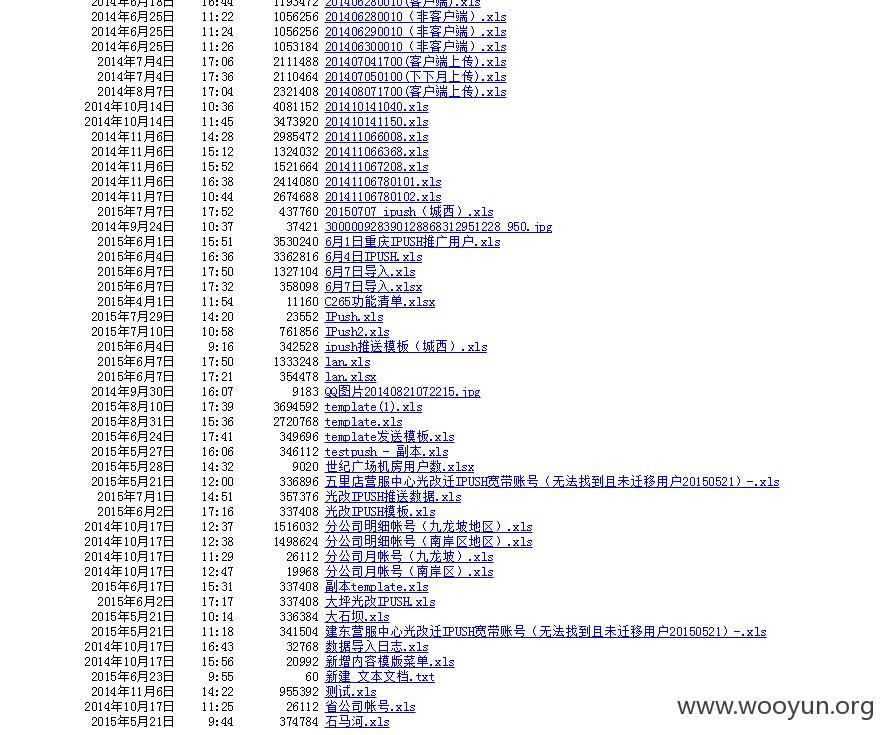 2014年6月18日 16:44 1193472 201406280010(客户端).xls
2014年6月25日 11:22 1056256 201406280010（非客户端）.xls
2014年6月25日 11:24 1056256 201406290010（非客户端）.xls
2014年6月25日 11:26 1053184 201406300010（非客户端）.xls
2014年7月4日 17:06 2111488 201407041700(客户端上传).xls
2014年7月4日 17:36 2110464 201407050100(下下月上传).xls
2014年8月7日 17:04 2321408 201408071700(客户端上传).xls
2014年10月14日 10:36 4081152 201410141040.xls
2014年10月14日 11:45 3473920 201410141150.xls
2014年11月6日 14:28 2985472 201411066008.xls
2014年11月6日 15:12 1324032 201411066368.xls
2014年11月6日 15:52 1521664 201411067208.xls
2014年11月6日 16:38 2414080 20141106780101.xls
2014年11月7日 10:44 2674688 20141106780102.xls
2015年7月7日 17:52 437760 20150707 ipush（城西）.xls
2014年9月24日 10:37 37421 300000928390128868312951228_950.jpg
2015年6月1日 15:51 3530240 6月1日重庆IPUSH推广用户.xls
2015年6月4日 16:36 3362816 6月4日IPUSH.xls
2015年6月7日 17:50 1327104 6月7日导入.xls
2015年6月7日 17:32 358098 6月7日导入.xlsx
2015年4月1日 11:54 11160 C265功能清单.xlsx
2015年7月29日 14:20 23552 IPush.xls
2015年7月10日 10:58 761856 IPush2.xls
2015年6月4日 9:16 342528 ipush推送模板（城西）.xls
2015年6月7日 17:50 1333248 lan.xls
2015年6月7日 17:21 354478 lan.xlsx
2014年9月30日 16:07 9183 QQ图片20140821072215.jpg
2015年8月10日 17:39 3694592 template(1).xls
2015年8月31日 15:36 2720768 template.xls
2015年6月24日 17:41 349696 template发送模板.xls
2015年5月27日 16:06 346112 testpush - 副本.xls
2015年5月28日 14:32 9020 世纪广场机房用户数.xlsx
2015年5月21日 12:00 336896 五里店营服中心光改迁IPUSH宽带账号（无法找到且未迁移用户20150521）-.xls
2015年7月1日 14:51 357376 光改IPUSH推送数据.xls
2015年6月2日 17:16 337408 光改IPUSH模板.xls
2014年10月17日 12:37 1516032 分公司明细帐号（九龙坡地区）.xls
2014年10月17日 12:38 1498624 分公司明细帐号（南岸区地区）.xls
2014年10月17日 11:29 26112 分公司月帐号（九龙坡）.xls
2014年10月17日 12:47 19968 分公司月帐号（南岸区）.xls
2015年6月17日 15:31 337408 副本template.xls
2015年6月2日 17:17 337408 大坪光改IPUSH.xls
2015年5月21日 10:14 336384 大石坝.xls
2015年5月21日 11:18 341504 建东营服中心光改迁IPUSH宽带账号（无法找到且未迁移用户20150521）-.xls
2014年10月17日 16:43 32768 数据导入日志.xls
2014年10月17日 15:56 20992 新增内容模版菜单.xls
2015年6月23日 9:55 60 新建 文本文档.txt
2014年11月6日 14:22 955392 测试.xls
2014年10月17日 11:25 26112 省公司帐号.xls
2015年5月21日 9:44 374784 石马河.xls
www.wooyun.org